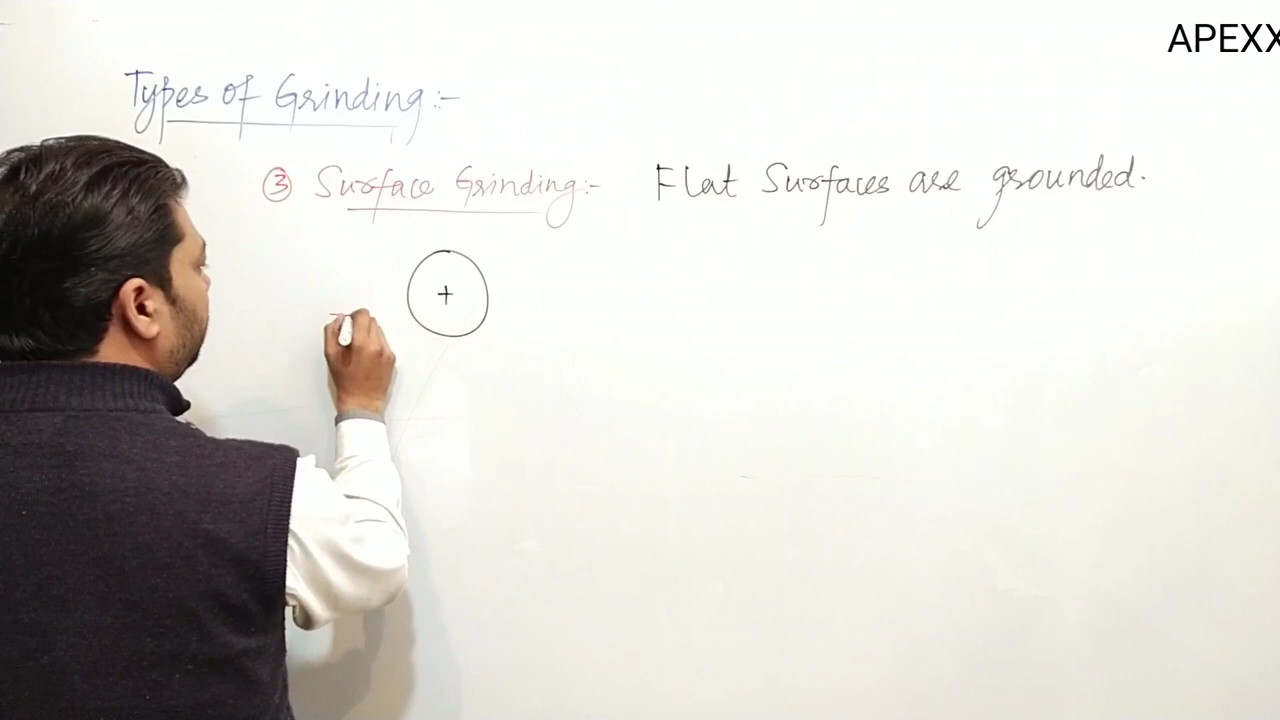 APEXX
Types of Grinding:-
③ Surface Grinding:- Flat Surfaces are grounded.